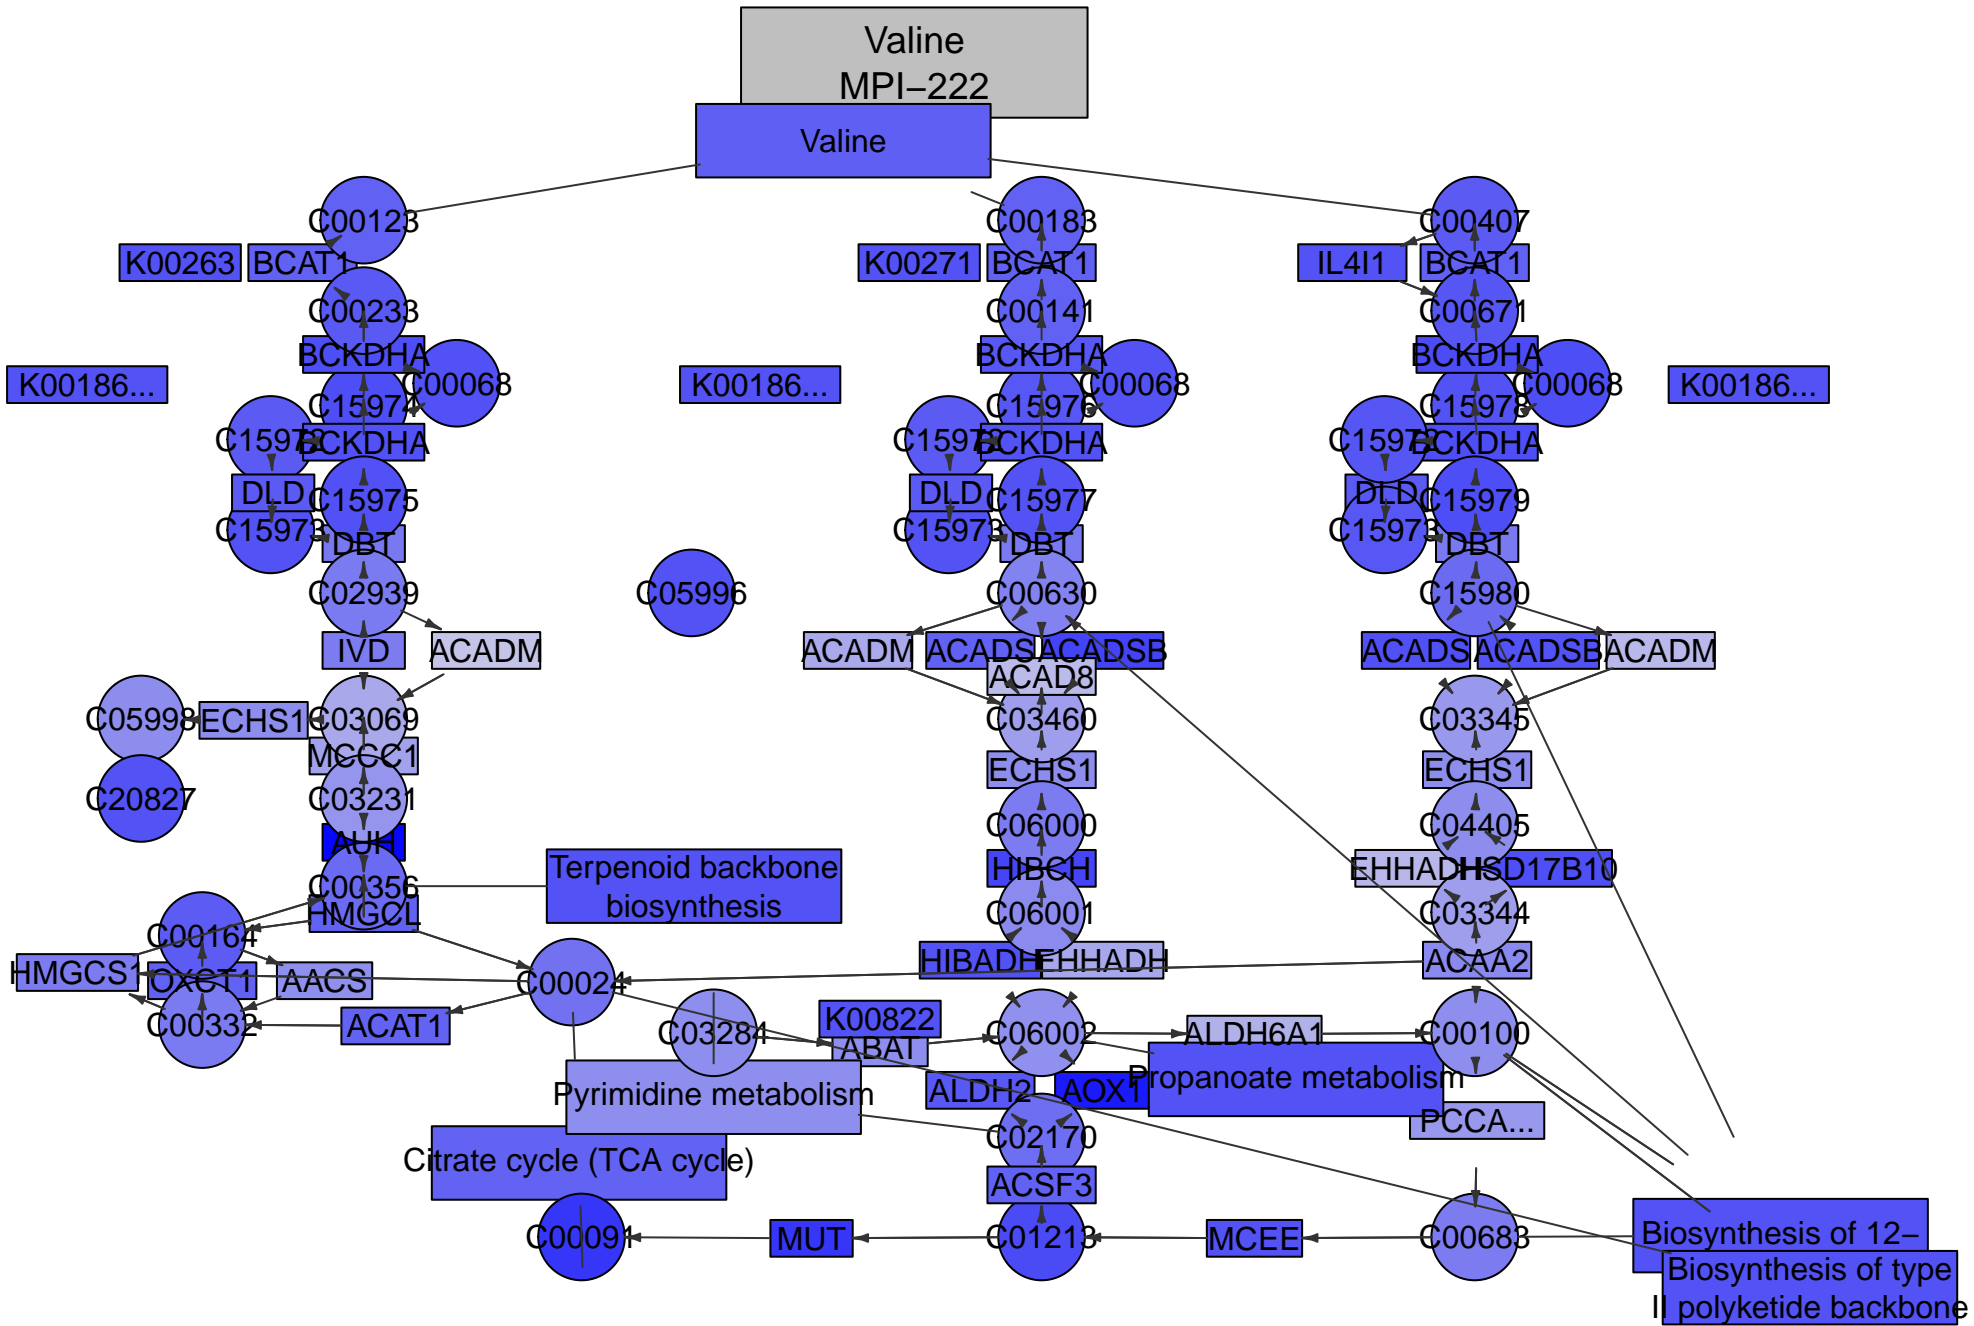 Valine
MPI−222
Valine
C00123
C00183
C00407
K00263
BCAT1
K00271
BCAT1
IL4I1
BCAT1
C00233
C00141
C00671
BCKDHA
BCKDHA
BCKDHA
K00186...
C15974
C00068
K00186...
C15976
C00068
C15978
C00068
K00186...
C15972
BCKDHA
C15972
BCKDHA
C15972
BCKDHA
DLD
C15975
DLD
C15977
DLD
C15979
C15973
DBT
C15973
DBT
C15973
DBT
C02939
C05996
C00630
C15980
IVD
ACADM
ACADM
ACADS
ACADSB
ACADS
ACADSB
ACADM
ACAD8
C05998
ECHS1
C03069
C03460
C03345
MCCC1
ECHS1
ECHS1
C20827
C03231
C06000
C04405
AUH
Terpenoid backbone
biosynthesis
HIBCH
EHHADH
HSD17B10
C00356
HMGCL
C06001
C03344
C00164
HMGCS1
OXCT1
AACS
C00024
HIBADH
EHHADH
ACAA2
C00332
ACAT1
C03284
K00822
ABAT
C06002
ALDH6A1
C00100
Pyrimidine metabolism
ALDH2
AOX1
Propanoate metabolism
PCCA...
C02170
Citrate cycle (TCA cycle)
ACSF3
C00091
MUT
C01213
MCEE
C00683
Biosynthesis of 12−
Biosynthesis of type
II polyketide backbone